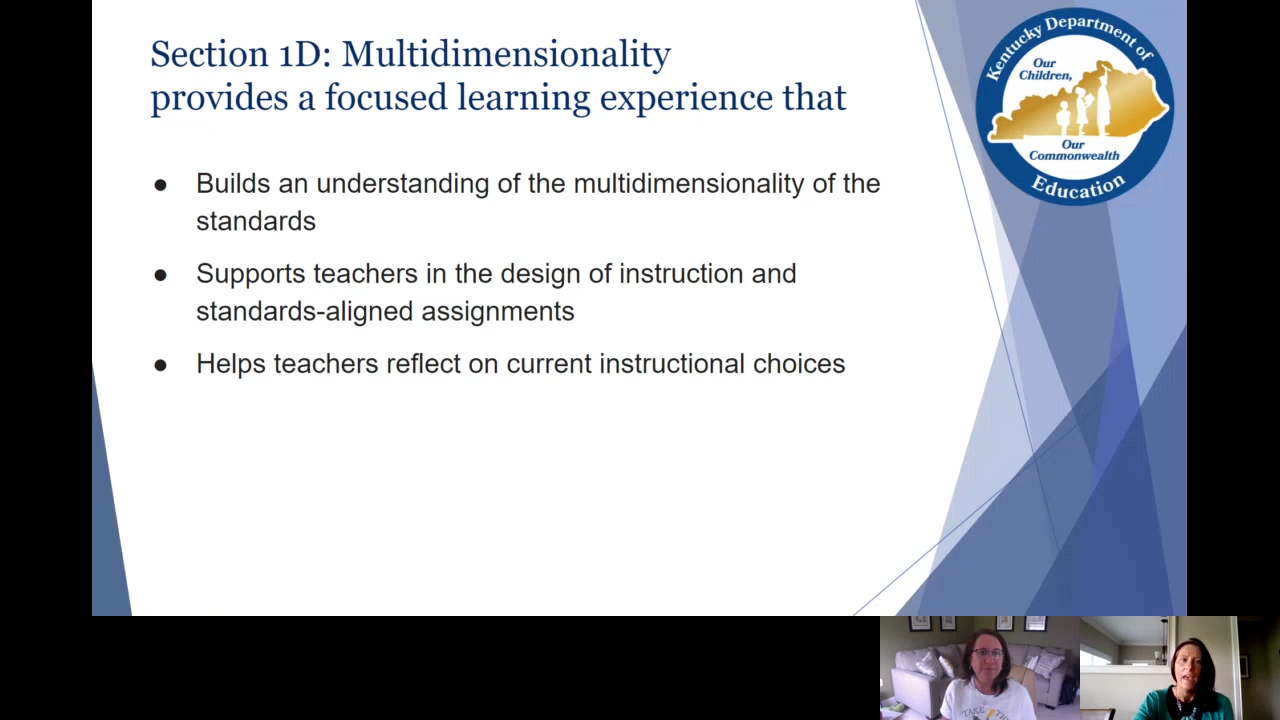 Section 1D: Multidimensionality
provides a focused learning experience that
● Builds an understanding of the multidimensionality of the
standards
● Supports teachers in the design of instruction and
standards-aligned assignments
● Helps teachers reflect on current instructional choices
Kentucky Department of
Our
Children,
Our
Commonwealth
Education
TAKE